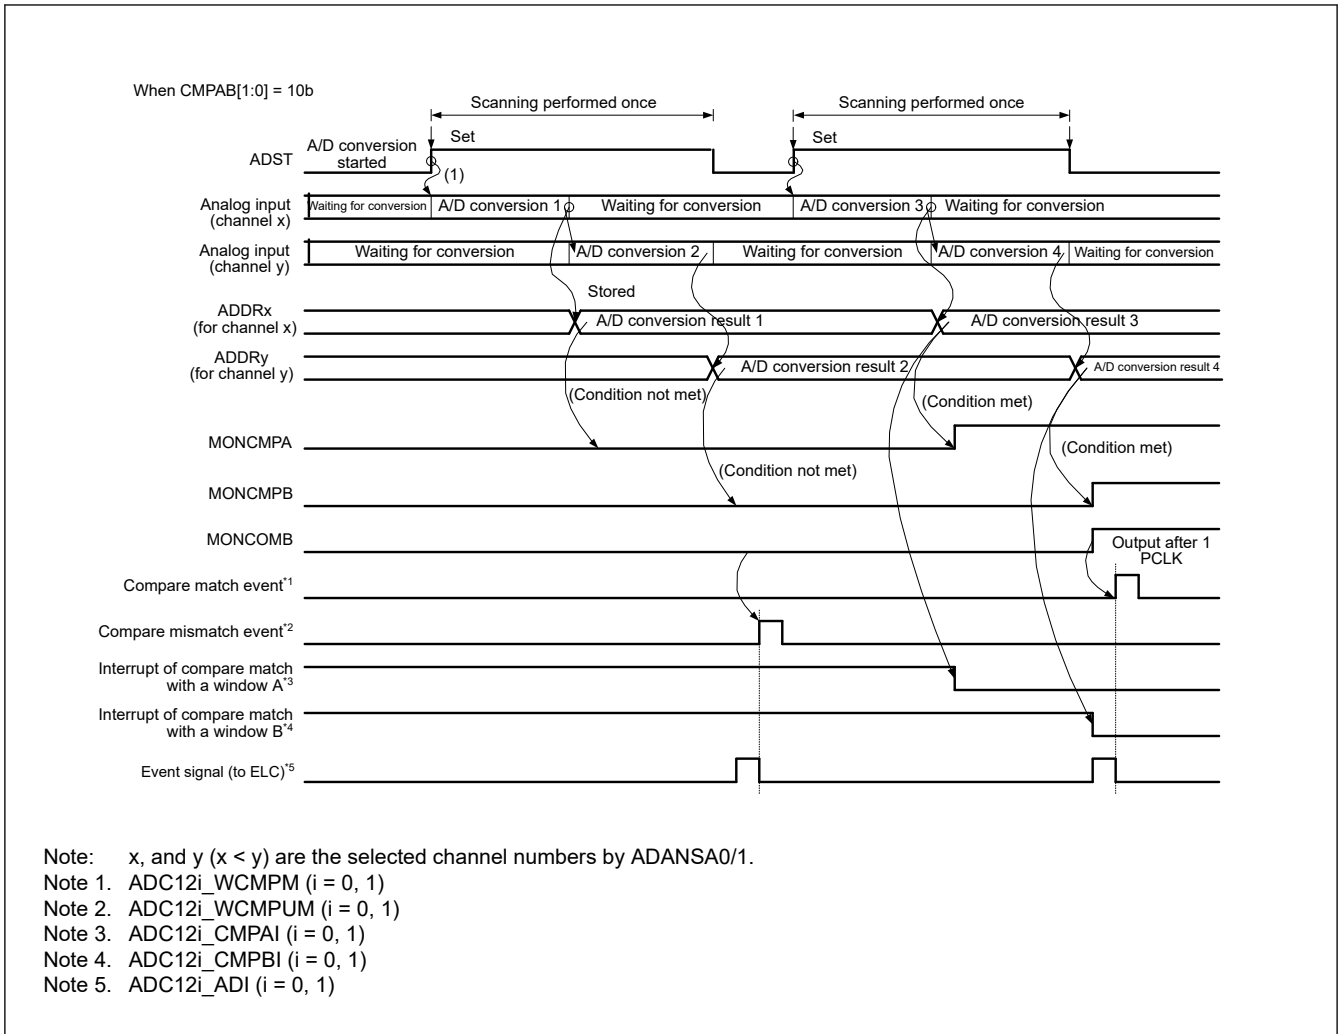 When CMPAB[1:0] = 10b
Scanning performed once
Scanning performed once
ADST
A/D conversion
started
Set
Set
(1)
Analog input
(channel x)
Waiting for conversion
A/D conversion 1
Waiting for conversion
A/D conversion 3
Waiting for conversion
Analog input
(channel y)
Waiting for conversion
A/D conversion 2
Waiting for conversion
A/D conversion 4
Waiting for conversion
Stored
ADDRx
(for channel x)
A/D conversion result 1
A/D conversion result 3
ADDRy
(for channel y)
A/D conversion result 2
A/D conversion result 4
(Condition not met)
(Condition met)
MONCMPA
(Condition met)
(Condition not met)
MONCMPB
MONCOMB
Output after 1
PCLK
Compare match event*1
Compare mismatch event*2
Interrupt of compare match
with a window A*3
Interrupt of compare match
with a window B*4
Event signal (to ELC)*5
Note: x, and y (x < y) are the selected channel numbers by ADANSA0/1.
Note 1. ADC12i_WCMPM (i = 0, 1)
Note 2. ADC12i_WCMPUM (i = 0, 1)
Note 3. ADC12i_CMPAI (i = 0, 1)
Note 4. ADC12i_CMPBI (i = 0, 1)
Note 5. ADC12i_ADI (i = 0, 1)